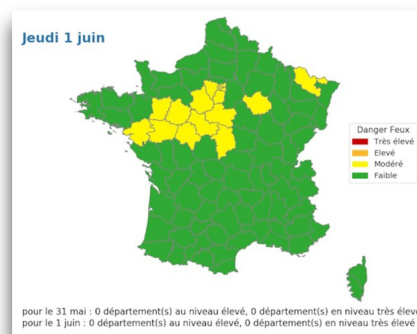 Jeudi 1 juin
Danger Feux
Très élevé
Elevé
Modéré
Faible
pour le 31 mai : 0 département(s) au niveau élevé, 0 département(s) en niveau très élev
pour le 1 juin : 0 département(s) au niveau élevé, 0 département(s) en niveau très élev